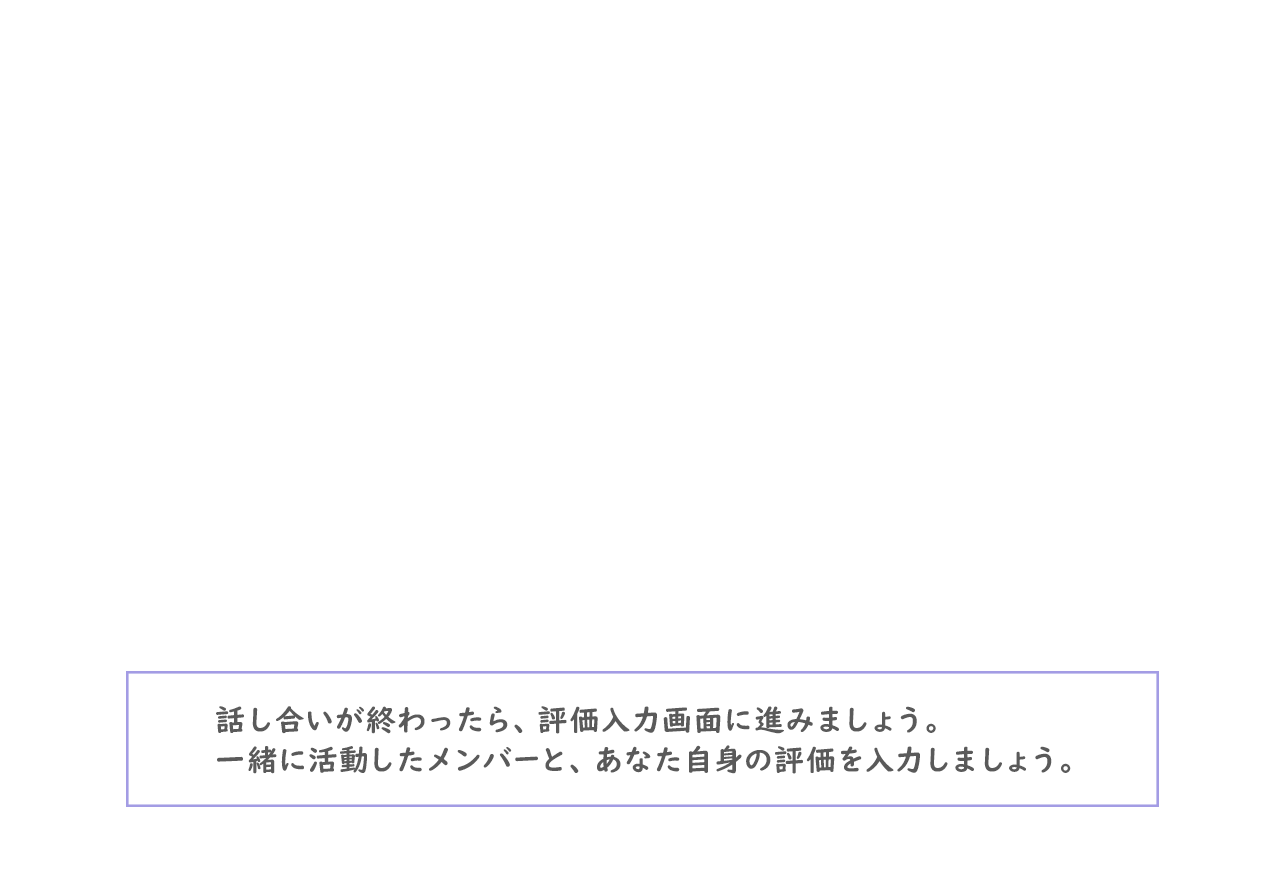 話し合いが終わったら、評価入力画面に進みましょう。
一緒に活動したメンバーと、あなた自身の評価を入力しましょう。